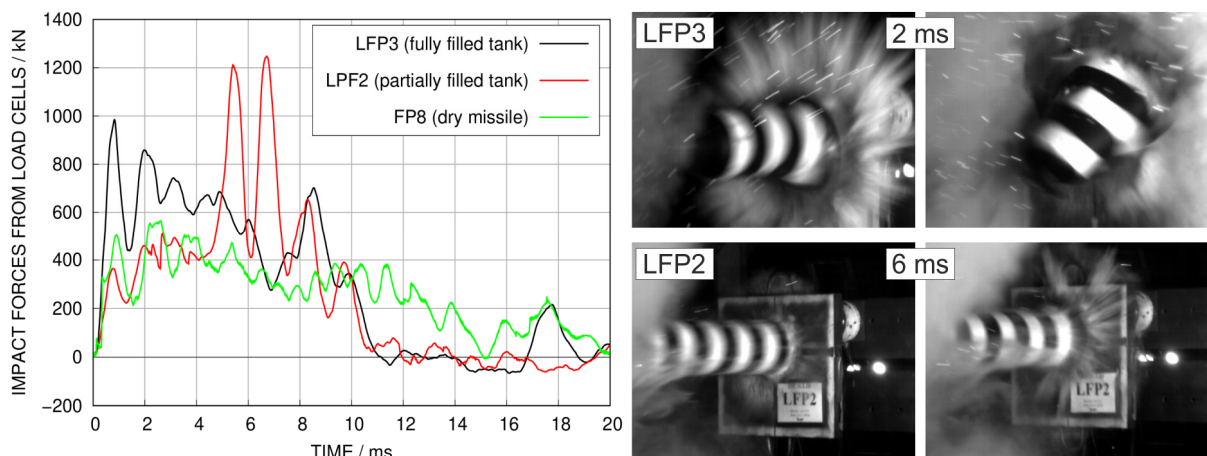 IMPACT FORCES FROM LOAD CELLS / kN
1400
1200
1000
800
600
400
200
0
−200
0 2 4 6 8 10 12 14 16 18 20
TIME / ms
LFP3 (fully filled tank)
LPF2 (partially filled tank)
FP8 (dry missile)
LFP3
2 ms
LFP2
6 ms
LFP2
LFP2